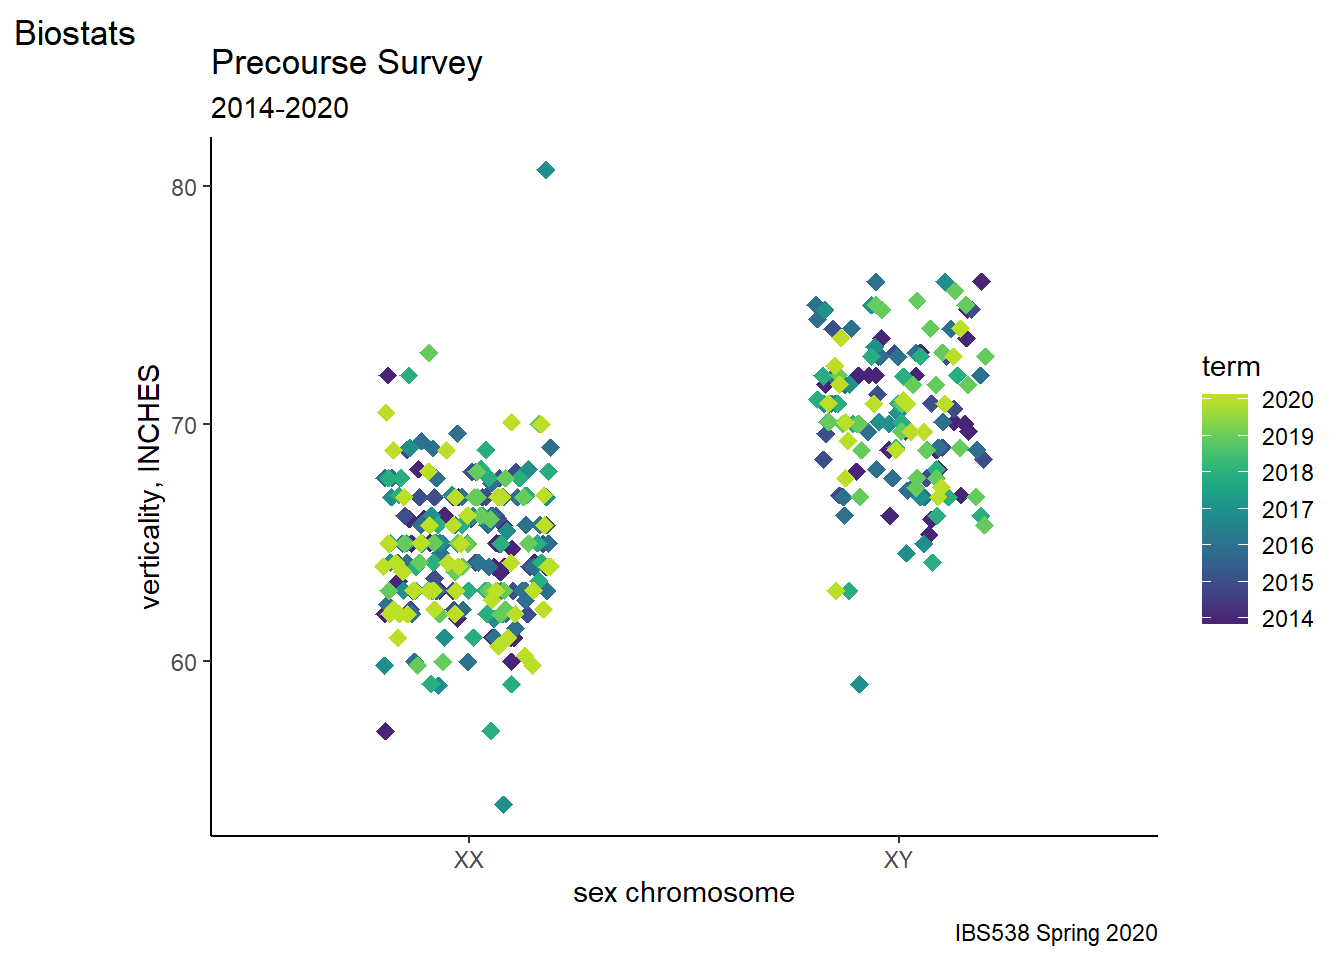 Biostats
Precourse Survey
2014-2020
80
70
60
verticality, INCHES
XX
XY
sex chromosome
term
2020
2019
2018
2017
2016
2015
2014
IBS538 Spring 2020